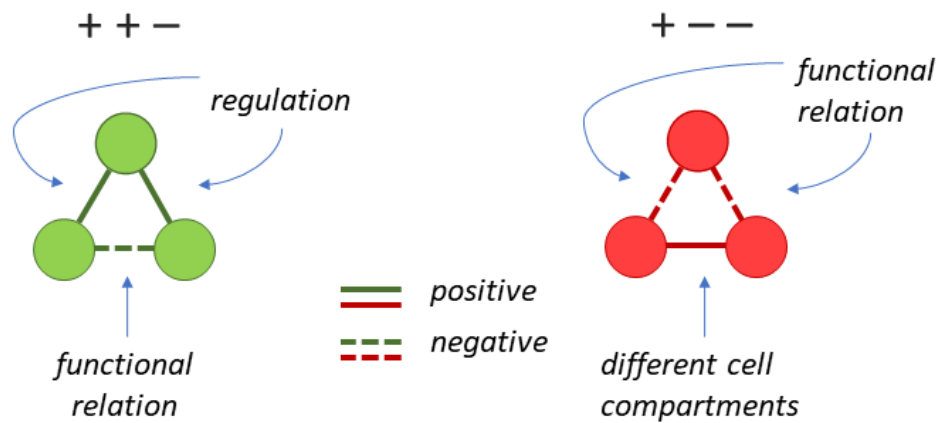 + + −
regulation
functional
relation
+ − −
functional
relation
different cell
compartments
positive
negative